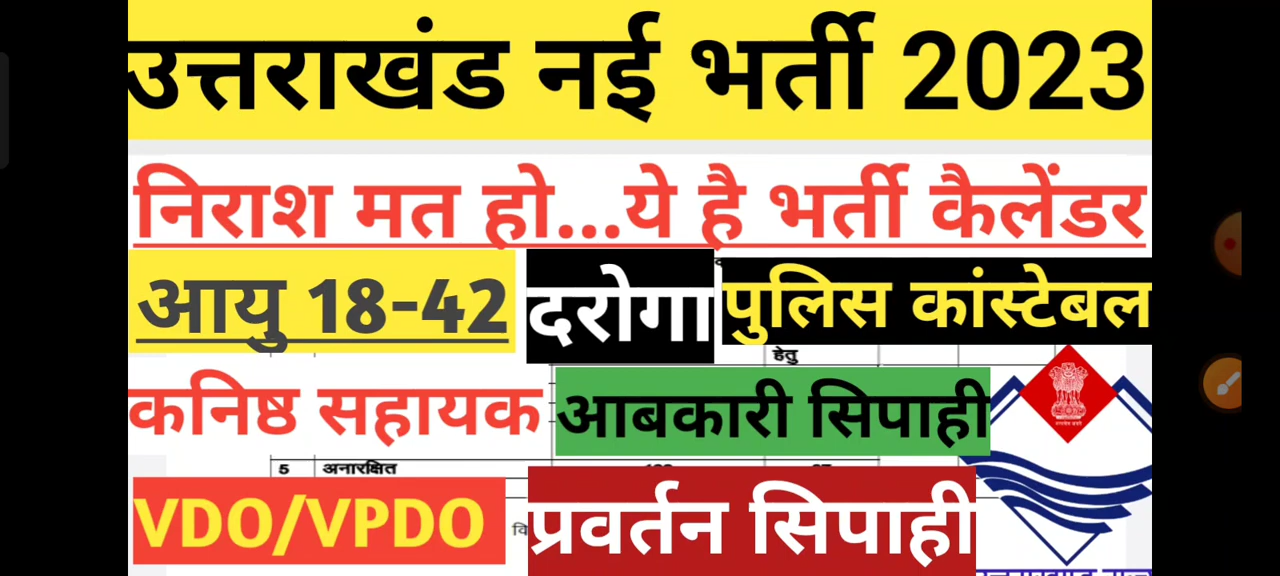 उत्तराखंड नई भर्ती 2023
निराश मत हो...ये है भर्ती कैलेंडर
आयु 18-42 दरोगा पुलिस कांस्टेबल
हेतु
कनिष्ठ सहायक आबकारी सिपाही
5 अनारक्षित
VDO/VPDO प्रवर्तन सिपाही